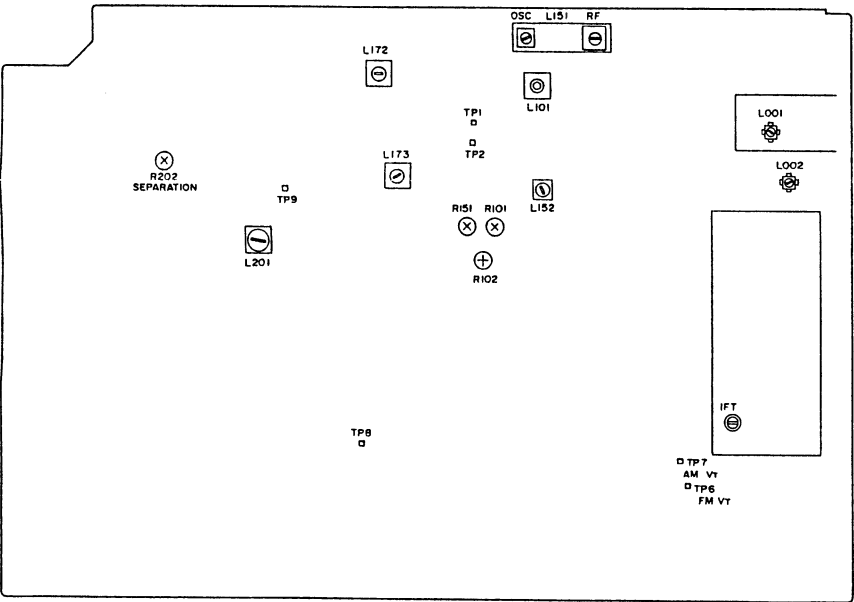 OSC L151 RF
L172
L101
TP1
TP2
L001
L002
L173
R202
SEPARATION
TP9
L152
R151 R101
L201
R102
IFT
TP8
TP7
AM VT
TP6
FM VT